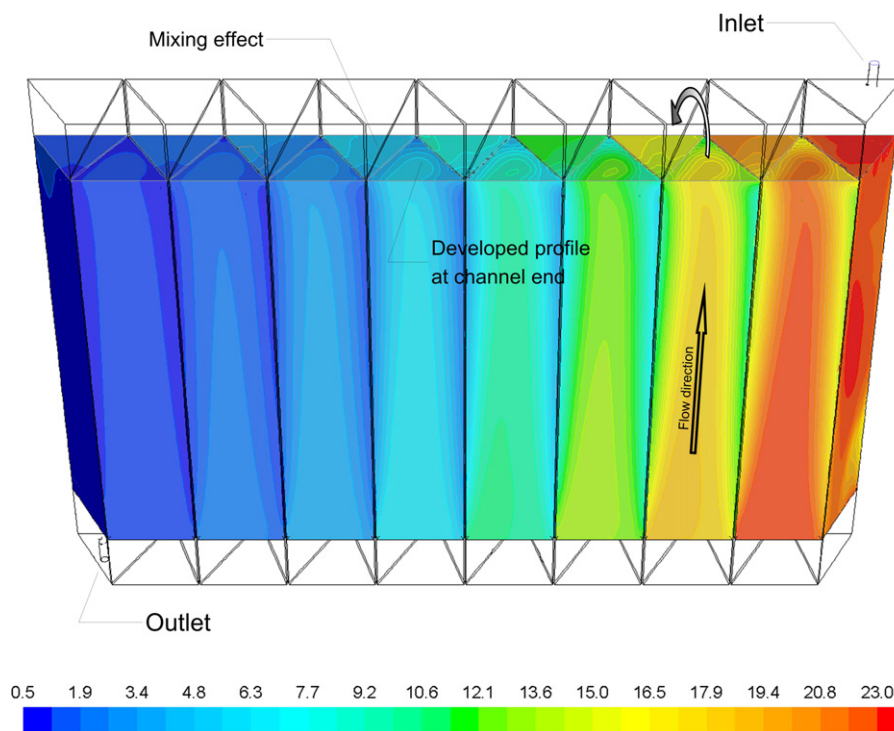 Inlet
Mixing effect
Developed profile
at channel end
Flow direction
Outlet
0.5 1.9 3.4 4.8 6.3 7.7 9.2 10.6 12.1 13.6 15.0 16.5 17.9 19.4 20.8 23.0